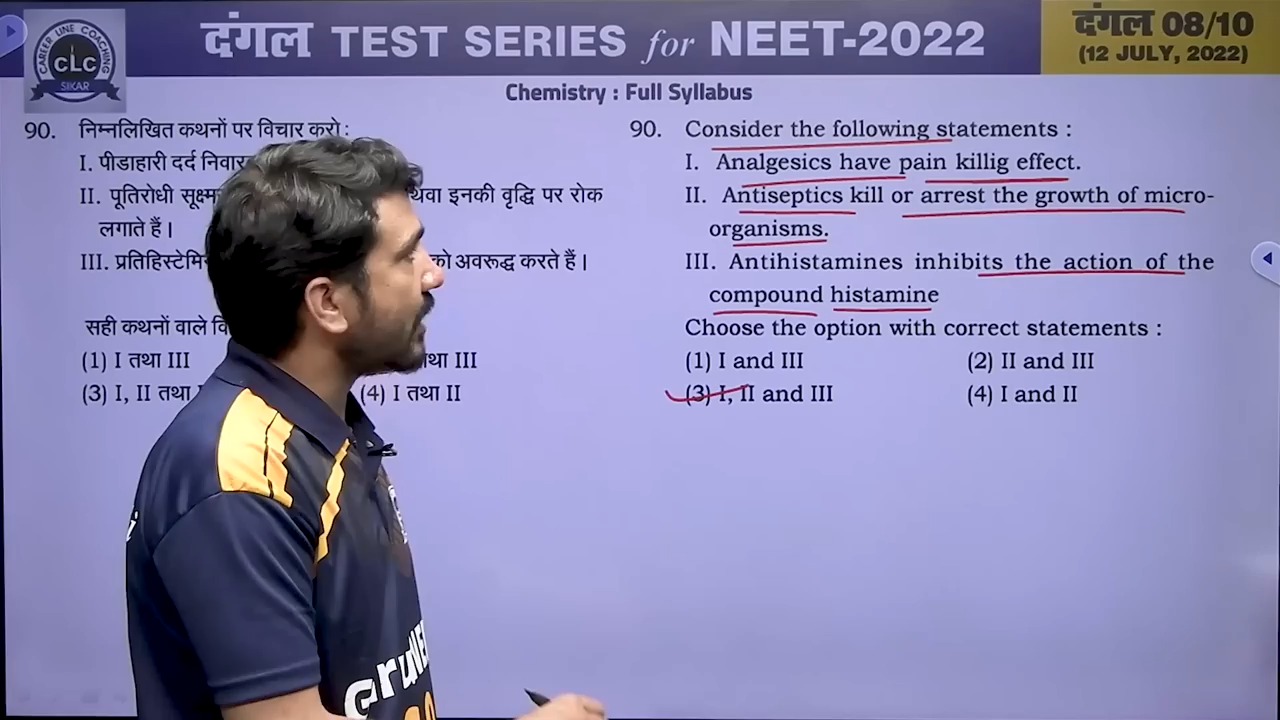 CAREER LINE COACHING
CLC
SIKAR
दंगल TEST SERIES for NEET-2022
दंगल 08/10
(12 JULY, 2022)
Chemistry : Full Syllabus
90. निम्नलिखित कथनों पर विचार करो :
I. पीडाहारी दर्द
II. पूतिरोधी इनकी वृद्धि पर रोक
लगाते हैं।
III. को अवरूद्ध करते हैं।
सही कथनों वाले
(1) I तथा III
III
(3) I, II तथा
(4) I तथा II
90. Consider the following statements :
I. Analgesics have pain killig effect.
II. Antiseptics kill or arrest the growth of micro-
organisms.
III. Antihistamines inhibits the action of the
compound histamine
Choose the option with correct statements :
(1) I and III (2) II and III
(3) I, II and III (4) I and II